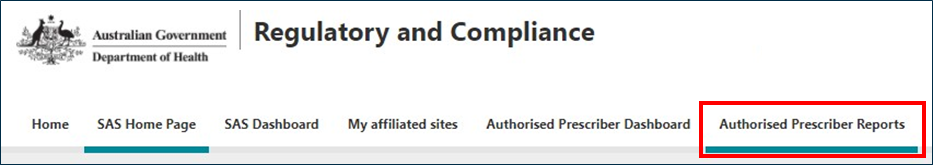 Australian Government
Department of Health
Regulatory and Compliance
Home SAS Home Page SAS Dashboard My affiliated sites Authorised Prescriber Dashboard Authorised Prescriber Reports